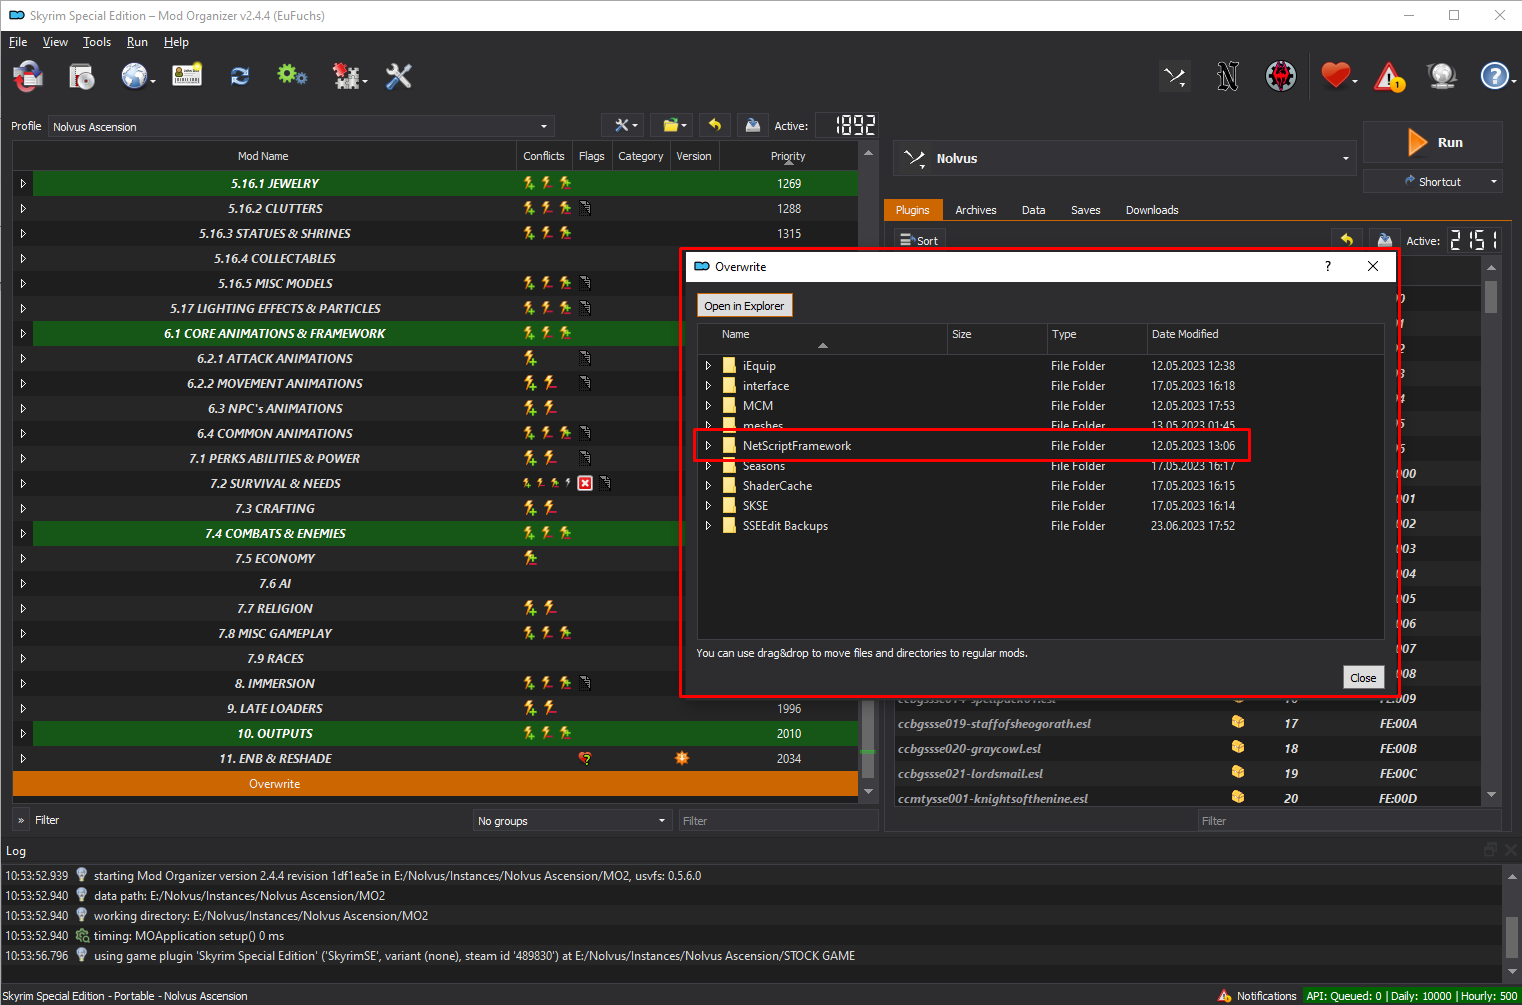 Skyrim Special Edition – Mod Organizer v2.4.4 (EuFuchs)
File View Tools Run Help
Profile Nolvus Ascension Active: 1892
Mod Name Conflicts Flags Category Version Priority
5.16.1 JEWELRY 1269
5.16.2 CLUTTERS 1288
5.16.3 STATUES & SHRINES 1315
5.16.4 COLLECTABLES
5.16.5 MISC MODELS
5.17 LIGHTING EFFECTS & PARTICLES
6.1 CORE ANIMATIONS & FRAMEWORK
6.2.1 ATTACK ANIMATIONS
6.2.2 MOVEMENT ANIMATIONS
6.3 NPC's ANIMATIONS
6.4 COMMON ANIMATIONS
7.1 PERKS ABILITIES & POWER
7.2 SURVIVAL & NEEDS
7.3 CRAFTING
7.4 COMBATS & ENEMIES
7.5 ECONOMY
7.6 AI
7.7 RELIGION
7.8 MISC GAMEPLAY
7.9 RACES
8. IMMERSION
9. LATE LOADERS 1996
10. OUTPUTS 2010
11. ENB & RESHADE 2034
Overwrite
» Filter No groups Filter
Nolvus
Run
Shortcut
Plugins Archives Data Saves Downloads
Sort Active: 2151
Overwrite ? X
Open in Explorer
Name Size Type Date Modified
iEquip File Folder 12.05.2023 12:38
interface File Folder 17.05.2023 16:18
MCM File Folder 12.05.2023 17:53
meshes File Folder 13.05.2023 01:45
NetScriptFramework File Folder 12.05.2023 13:06
Seasons File Folder 17.05.2023 16:17
ShaderCache File Folder 17.05.2023 16:15
SKSE File Folder 17.05.2023 16:14
SSEEdit Backups File Folder 23.06.2023 17:52
You can use drag&drop to move files and directories to regular mods.
Close
000
001
002
003
004
005
006
007
008
ccbgssse014-spellpack01.esl 16 FE:009
ccbgssse019-staffofsheogorath.esl 17 FE:00A
ccbgssse020-graycowl.esl 18 FE:00B
ccbgssse021-lordsmail.esl 19 FE:00C
ccmtysse001-knightsofthenine.esl 20 FE:00D
Filter
Log
10:53:52.939 starting Mod Organizer version 2.4.4 revision 1df1ea5e in E:/Nolvus/Instances/Nolvus Ascension/MO2, usvfs: 0.5.6.0
10:53:52.940 data path: E:/Nolvus/Instances/Nolvus Ascension/MO2
10:53:52.940 working directory: E:/Nolvus/Instances/Nolvus Ascension/MO2
10:53:52.940 timing: MOApplication setup() 0 ms
10:53:56.796 using game plugin 'Skyrim Special Edition' ('SkyrimSE', variant (none), steam id '489830') at E:/Nolvus/Instances/Nolvus Ascension/STOCK GAME
Skyrim Special Edition - Portable - Nolvus Ascension Notifications API: Queued: 0 | Daily: 10000 | Hourly: 500